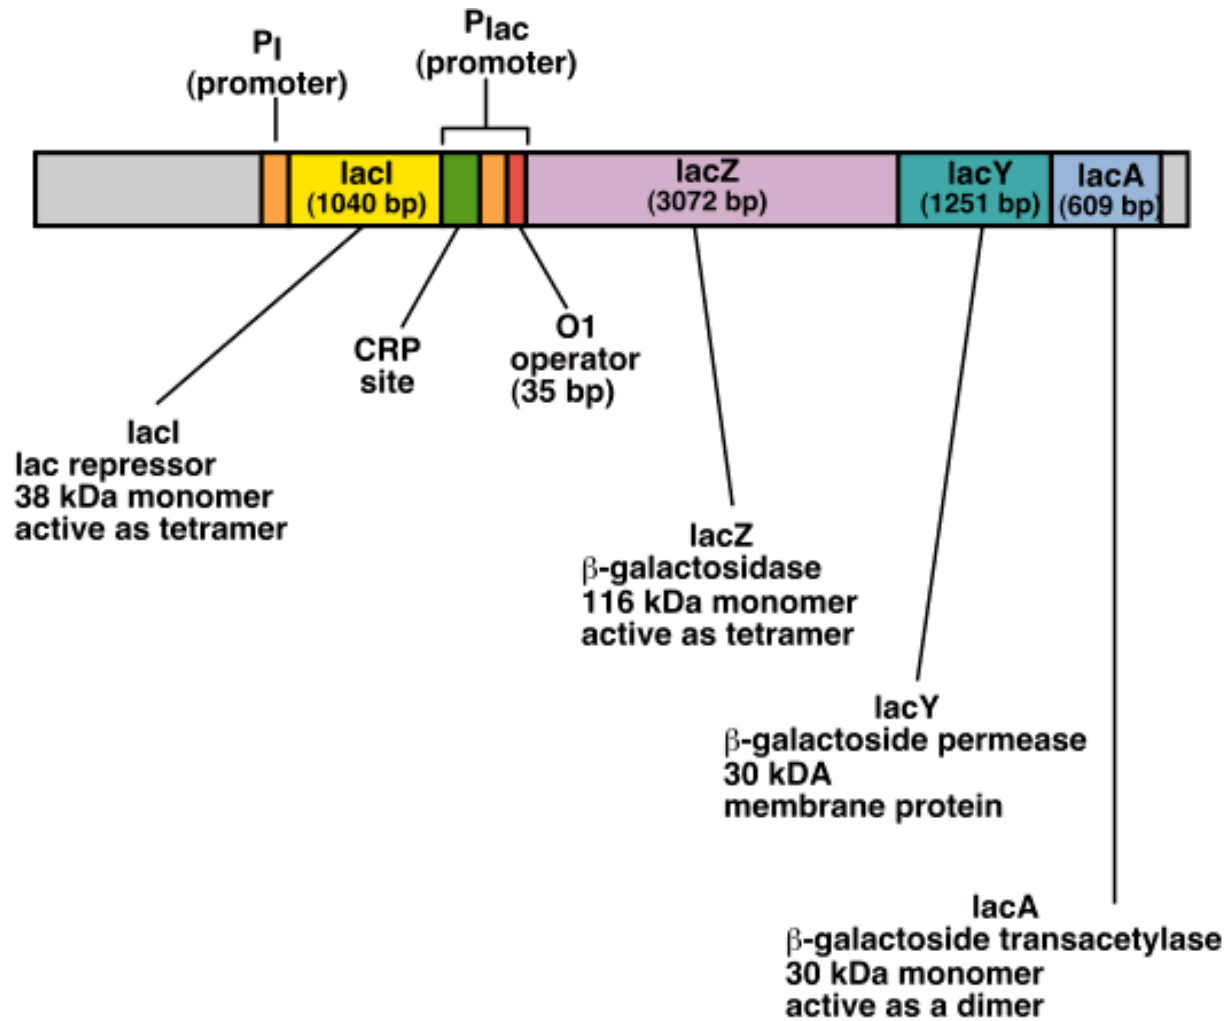 PI
(promoter)
Plac
(promoter)
lacI
(1040 bp)
lacZ
(3072 bp)
lacY
(1251 bp)
lacA
(609 bp)
CRP
site
O1
operator
(35 bp)
lacI
lac repressor
38 kDa monomer
active as tetramer
lacZ
β-galactosidase
116 kDa monomer
active as tetramer
lacY
β-galactoside permease
30 kDA
membrane protein
lacA
β-galactoside transacetylase
30 kDa monomer
active as a dimer